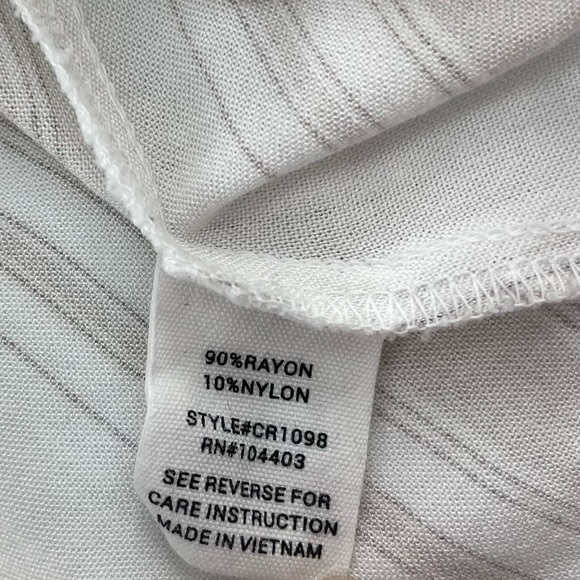 90%RAYON
10%NYLON
STYLE#CR1098
RN#104403
SEE REVERSE FOR
CARE INSTRUCTION
MADE IN VIETNAM